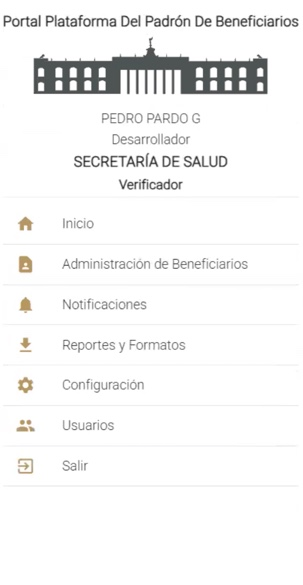 Portal Plataforma Del Padrón De Beneficiarios
PEDRO PARDO G
Desarrollador
SECRETARÍA DE SALUD
Verificador
Inicio
Administración de Beneficiarios
Notificaciones
Reportes y Formatos
Configuración
Usuarios
Salir